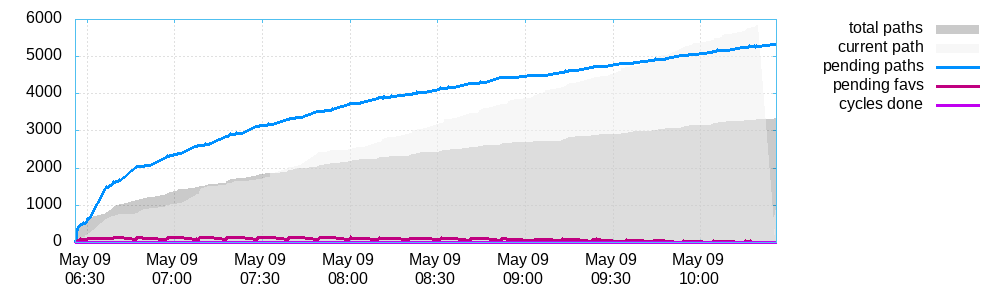 6000
5000
4000
3000
2000
1000
0
May 09 May 09 May 09 May 09 May 09 May 09 May 09 May 09
06:30 07:00 07:30 08:00 08:30 09:00 09:30 10:00
total paths
current path
pending paths
pending favs
cycles done